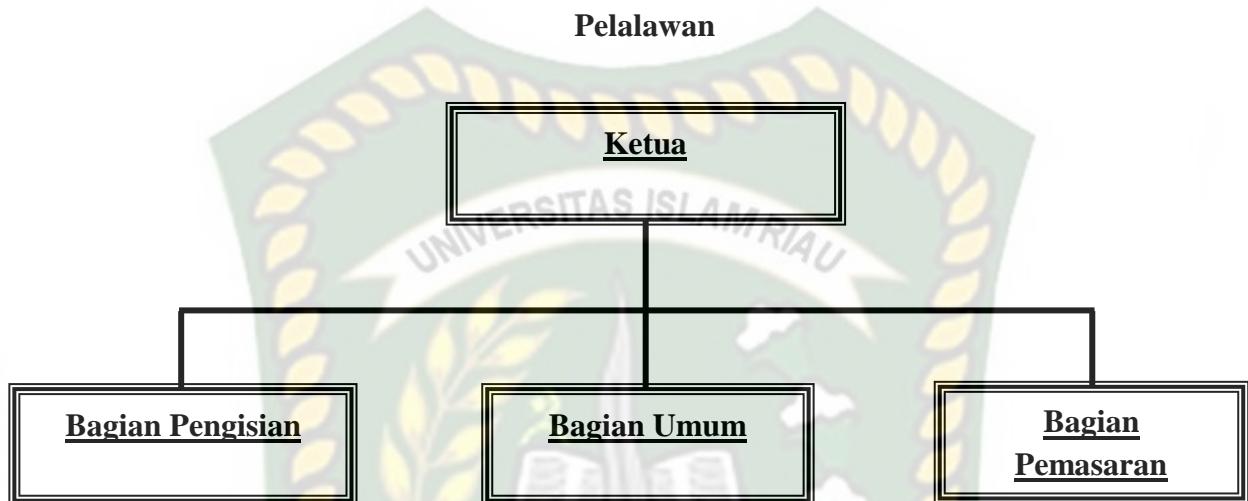 Pelalawan
Ketua
UNIVERSITAS ISLAM RIAU
Bagian Pengisian
Bagian Umum
Bagian
Pemasaran